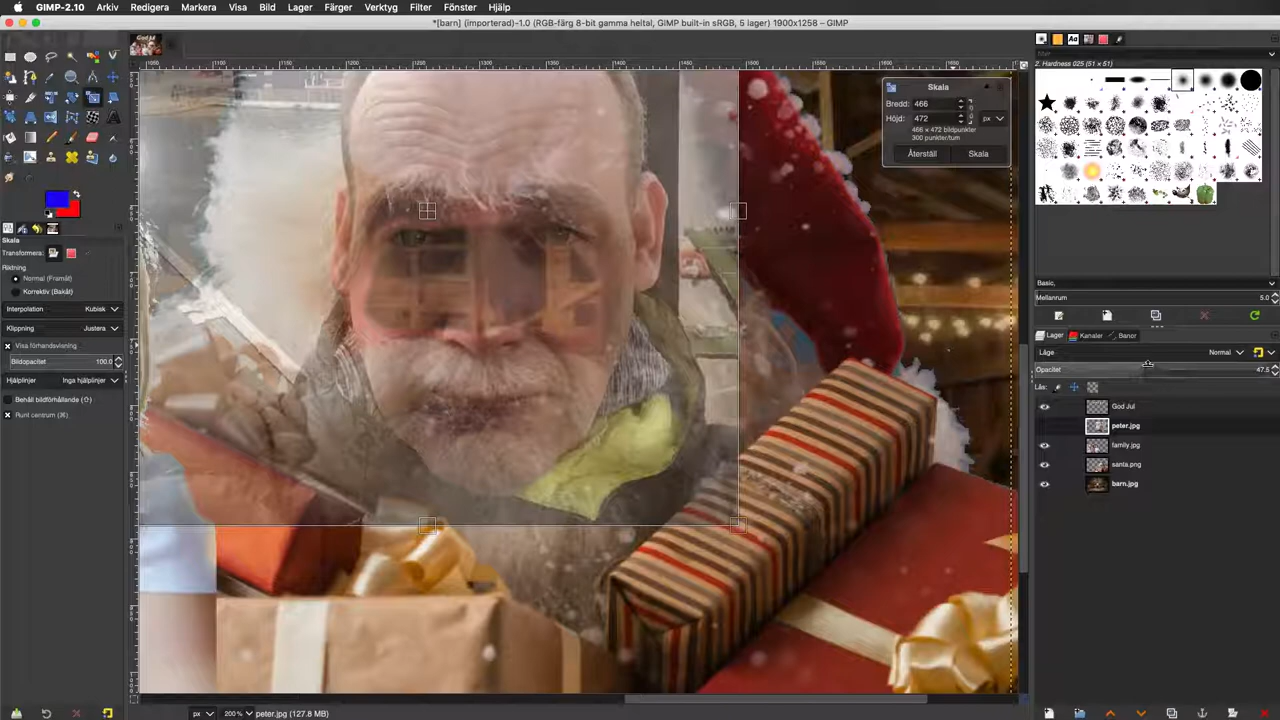 GIMP-2.10 Arkiv Redigera Markera Visa Bild Lager Färger Verktyg Filter Fönster Hjälp
*[barn] (importerad)-1.0 (RGB-färg 8-bit gamma heltal, GIMP built-in sRGB, 5 lager) 1900x1258 – GIMP
God Jul
Skala
Bredd: 466
Höjd: 472
px
466 × 472 bildpunkter
300 punkter/tum
Återställ Skala
2. Hardness 025 (51 × 51)
Skala
Transformera:
Riktning
Normal (Framåt)
Korrektiv (Bakåt)
Interpolation Kubisk
Klippning Justera
Visa förhandsvisning
Bildopacitet 100.0
Hjälplinjer Inga hjälplinjer
Behåll bildförhållande (⇧)
Runt centrum (⌘)
Basic,
Mellanrum 5.0
Lager Kanaler Banor
Läge Normal
Opacitet 47.5
Lås:
God Jul
peter.jpg
family.jpg
santa.png
barn.jpg
px 200% peter.jpg (127.8 MB)